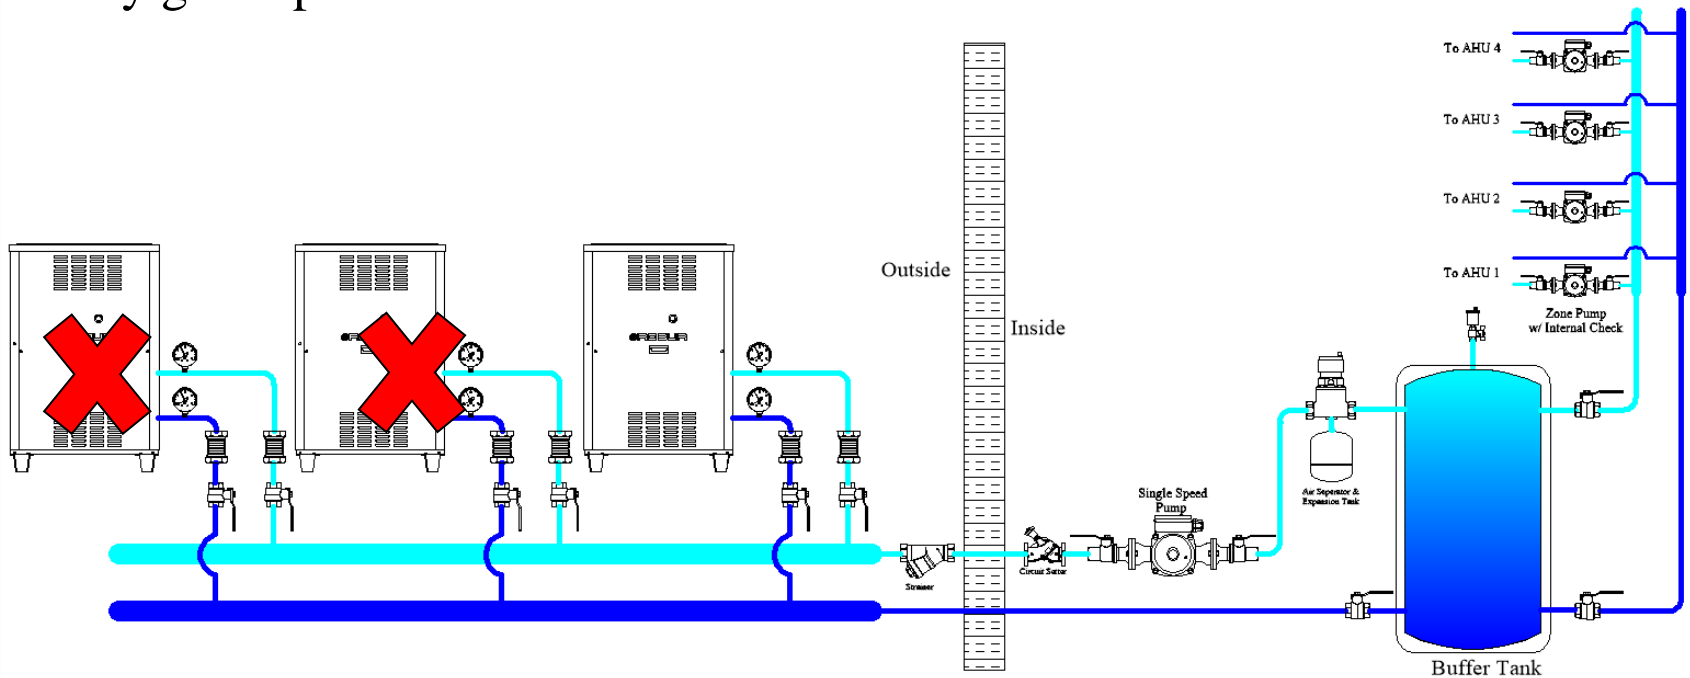 To AHU 4
To AHU 3
To AHU 2
To AHU 1
Zone Pump
w/ Internal Check
Outside
Inside
Single Speed
Pump
Air Separator &
Expansion Tank
Circuit Setter
Strainer
Buffer Tank